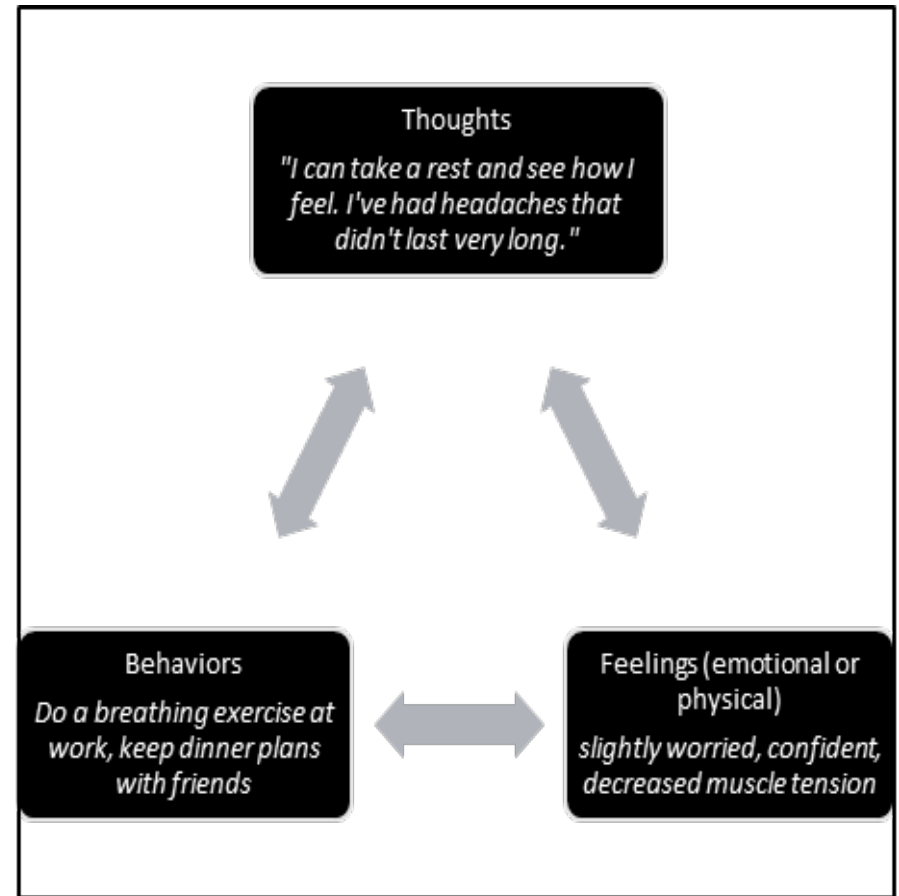 Thoughts
"I can take a rest and see how I
feel. I've had headaches that
didn't last very long."
Behaviors
Do a breathing exercise at
work, keep dinner plans
with friends
Feelings (emotional or
physical)
slightly worried, confident,
decreased muscle tension